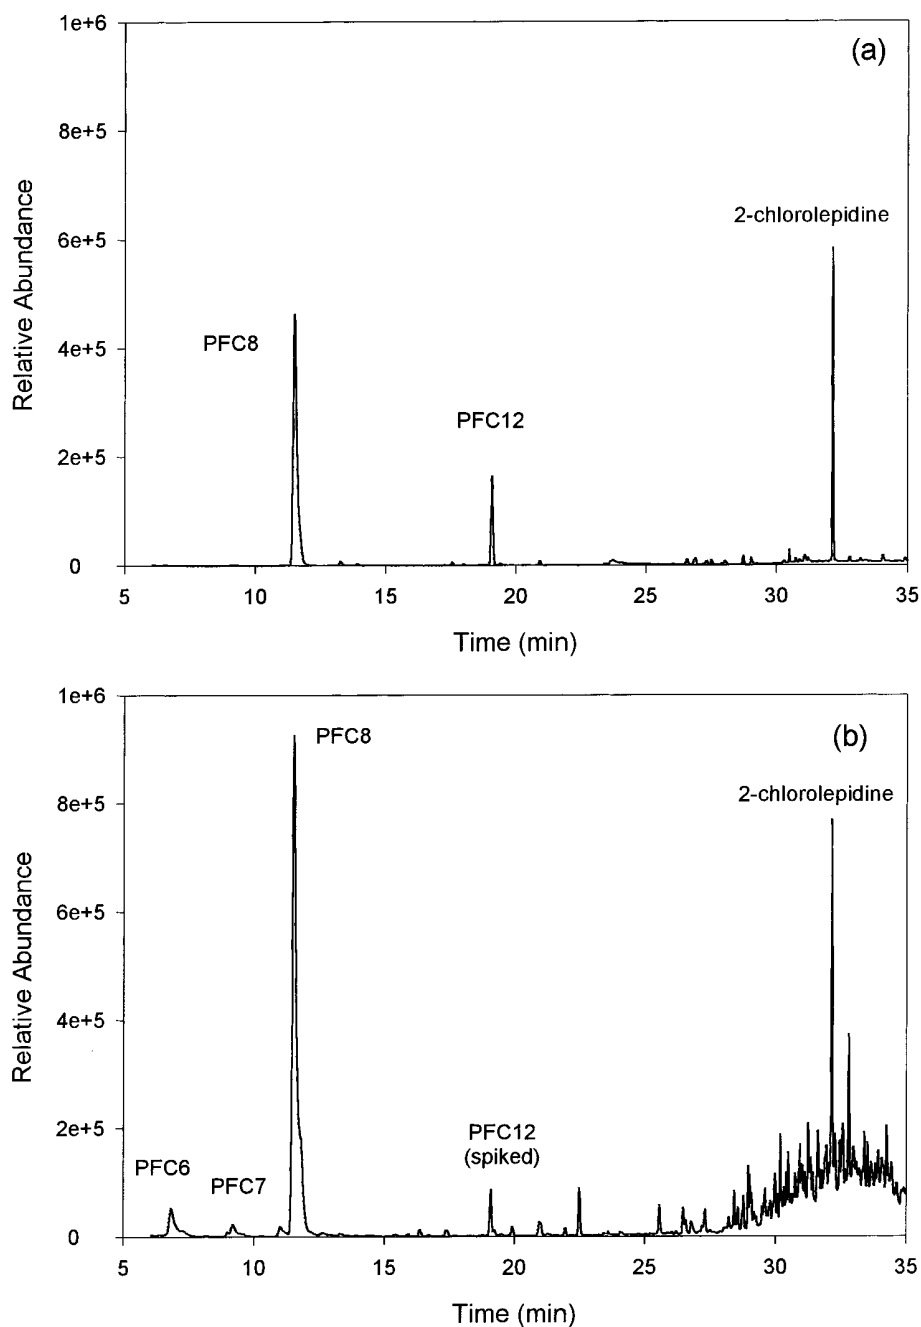 1e+6
(a)
8e+5
2-chlorolepidine
6e+5
PFC8
4e+5
PFC12
2e+5
0
5 10 15 20 25 30 35
Relative Abundance
Time (min)
1e+6
PFC8
(b)
2-chlorolepidine
8e+5
6e+5
4e+5
2e+5
PFC12
(spiked)
PFC6
PFC7
0
5 10 15 20 25 30 35
Relative Abundance
Time (min)